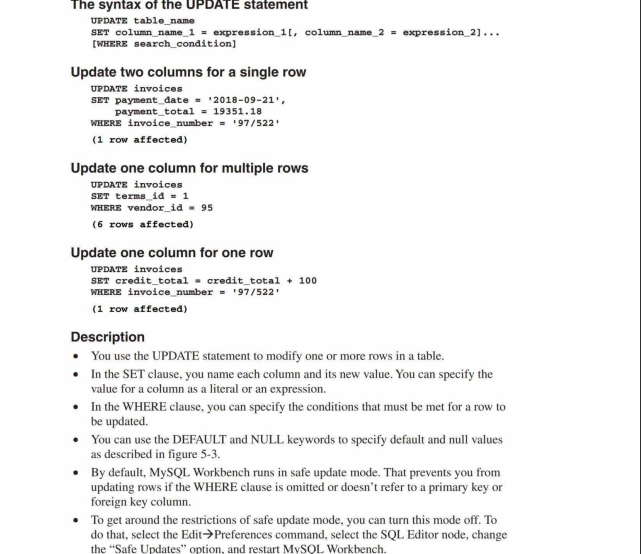 The syntax of the UPDATE statement
UPDATE table_name
SET column_name_1 = expression_1[, column_name_2 = expression_2]...
[WHERE search_condition]
Update two columns for a single row
UPDATE invoices
SET payment_date = '2018-09-21',
payment_total = 19351.18
WHERE invoice_number = '97/522'
(1 row affected)
Update one column for multiple rows
UPDATE invoices
SET terms_id = 1
WHERE vendor_id = 95
(6 rows affected)
Update one column for one row
UPDATE invoices
SET credit_total = credit_total + 100
WHERE invoice_number = '97/522'
(1 row affected)
Description
• You use the UPDATE statement to modify one or more rows in a table.
• In the SET clause, you name each column and its new value. You can specify the
value for a column as a literal or an expression.
• In the WHERE clause, you can specify the conditions that must be met for a row to
be updated.
• You can use the DEFAULT and NULL keywords to specify default and null values
as described in figure 5-3.
• By default, MySQL Workbench runs in safe update mode. That prevents you from
updating rows if the WHERE clause is omitted or doesn't refer to a primary key or
foreign key column.
• To get around the restrictions of safe update mode, you can turn this mode off. To
do that, select the Edit→Preferences command, select the SQL Editor node, change
the "Safe Updates" option, and restart MySQL Workbench.